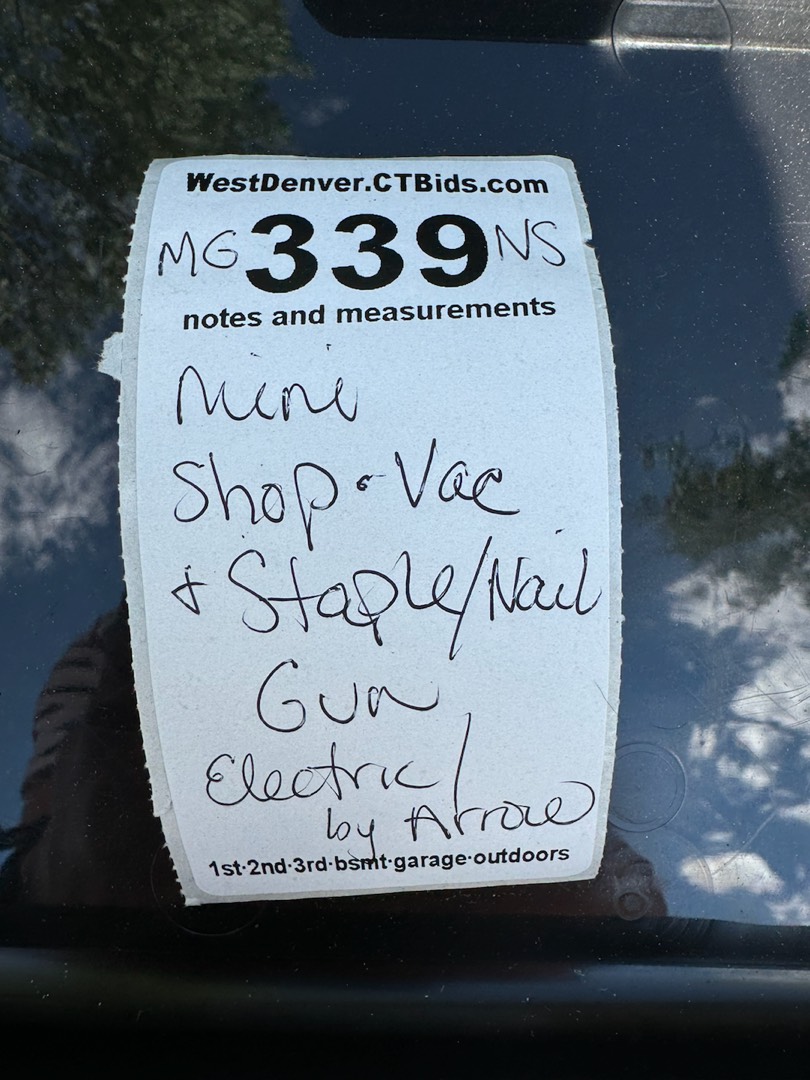 WestDenver.CTBids.com
MG 339 NS
notes and measurements
Mini
Shop-Vac
+ Staple/Nail
Gun
Electric/
by Arrow
1st·2nd·3rd·bsmt·garage·outdoors